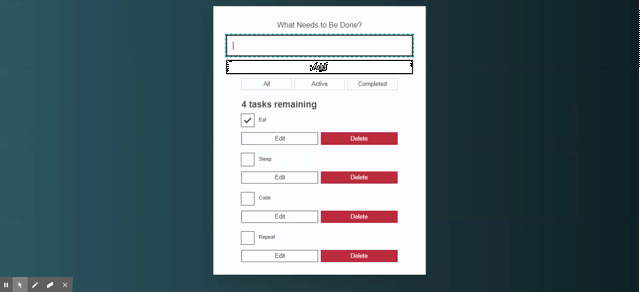 What Needs to Be Done?
All Active Completed
4 tasks remaining
Eat
Edit Delete
Sleep
Edit Delete
Code
Edit Delete
Repeat
Edit Delete